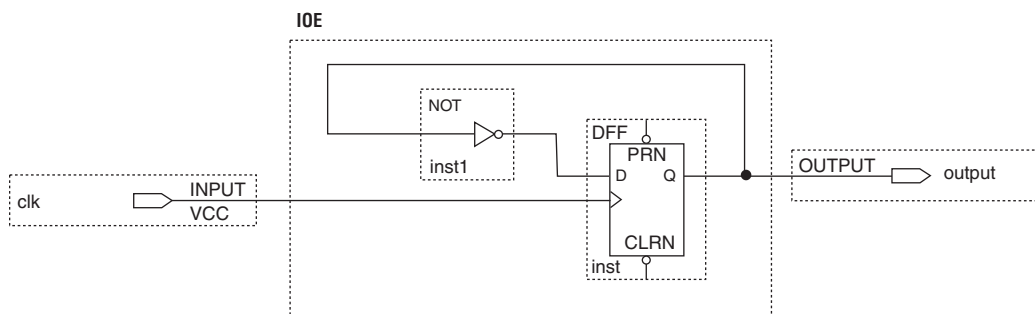 IOE
NOT
inst1
DFF
PRN
D
Q
CLRN
inst
clk
INPUT
VCC
OUTPUT
output